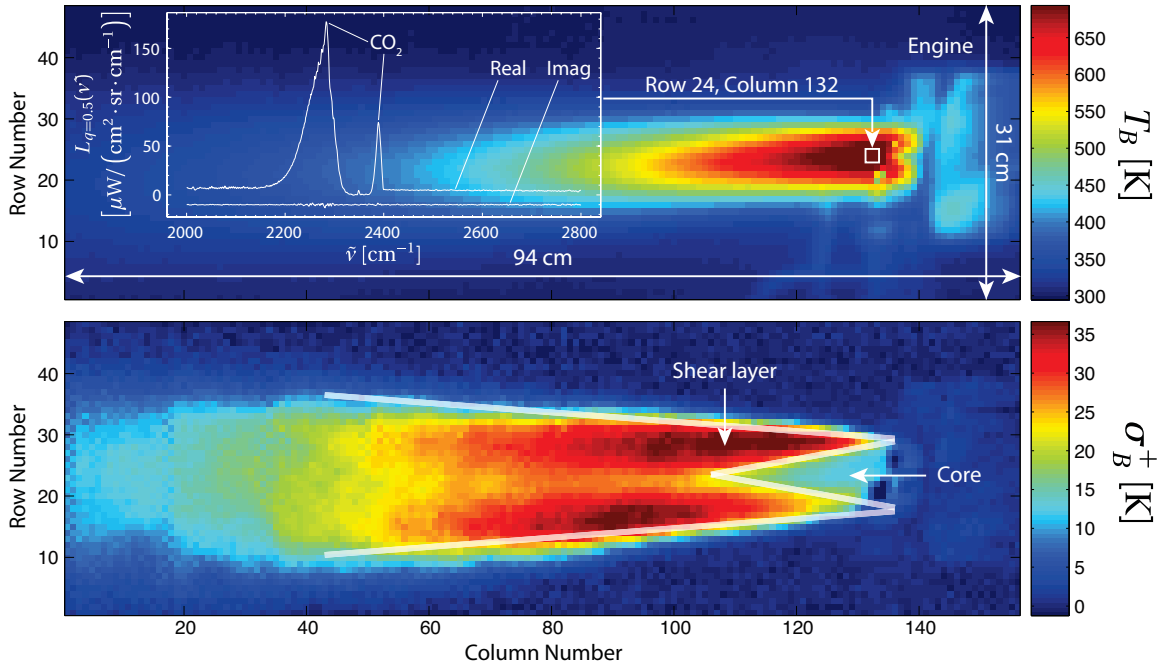 Row Number
40
30
20
10
L_{q=0.5}(ṽ)
[μW/(cm² · sr · cm⁻¹)]
150
100
50
0
CO₂
Real
Imag
2000 2200 2400 2600 2800
ṽ [cm⁻¹]
Engine
Row 24, Column 132
31 cm
94 cm
650
600
550
500
450
400
350
300
T_B [K]
Row Number
40
30
20
10
Shear layer
Core
20 40 60 80 100 120 140
Column Number
35
30
25
20
15
10
5
0
σ_B^+ [K]